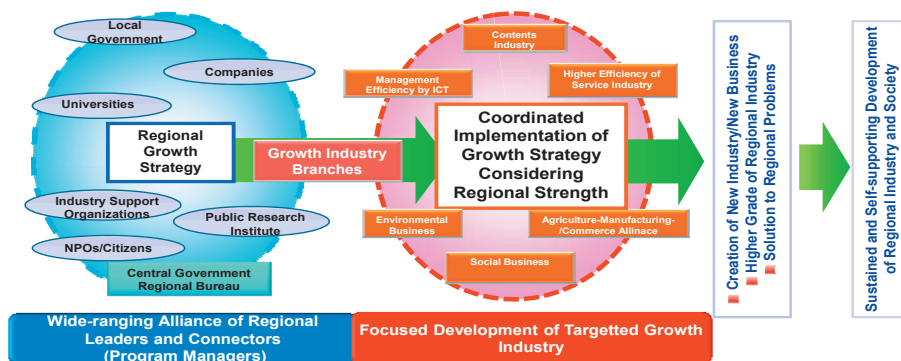 Local
Government
Companies
Universities
Regional
Growth
Strategy
Industry Support
Organizations
Public Research
Institute
NPOs/Citizens
Central Government
Regional Bureau
Growth Industry
Branches
Contents
Industry
Management
Efficiency by ICT
Higher Efficiency of
Service Industry
Coordinated
Implementation of
Growth Strategy
Considering
Regional Strength
Environmental
Business
Agriculture-Manufacturing-
/Commerce Allinace
Social Business
Creation of New Industry/New Business
Higher Grade of Regional Industry
Solution to Regional Problems
Sustained and Self-supporting Development
of Regional Industry and Society
Wide-ranging Alliance of Regional
Leaders and Connectors
(Program Managers)
Focused Development of Targetted Growth
Industry